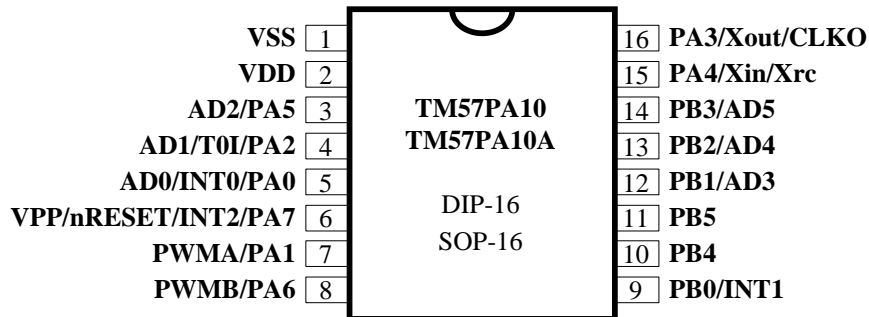 VSS 1 16 PA3/Xout/CLKO
VDD 2 15 PA4/Xin/Xrc
AD2/PA5 3 TM57PA10 14 PB3/AD5
AD1/T0I/PA2 4 TM57PA10A 13 PB2/AD4
AD0/INT0/PA0 5 12 PB1/AD3
VPP/nRESET/INT2/PA7 6 DIP-16 11 PB5
PWMA/PA1 7 SOP-16 10 PB4
PWMB/PA6 8 9 PB0/INT1